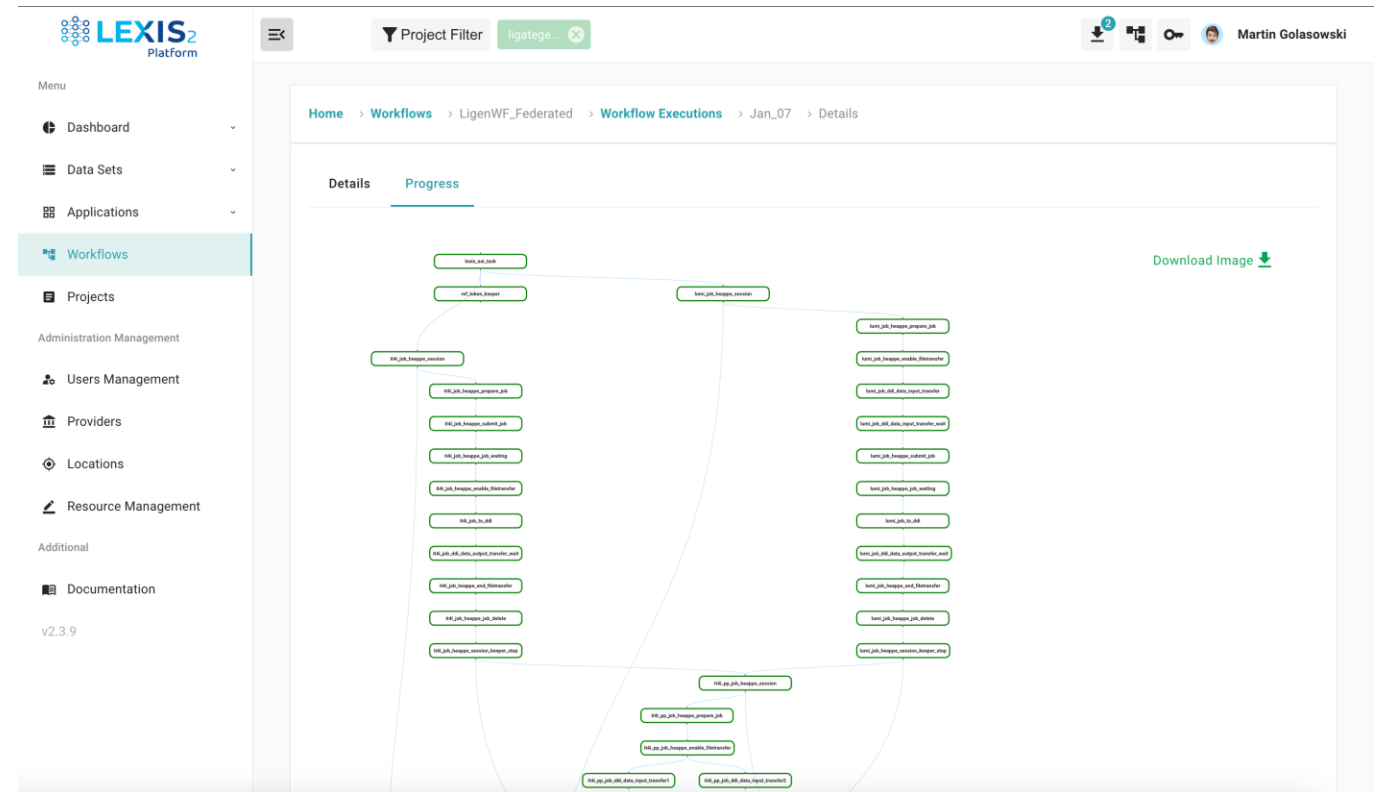 LEXIS2
Platform
Project Filter
ligatege...
2
Martin Golasowski
Menu
Dashboard
Data Sets
Applications
Workflows
Projects
Administration Management
Users Management
Providers
Locations
Resource Management
Additional
Documentation
v2.3.9
Home > Workflows > LigenWF_Federated > Workflow Executions > Jan_07 > Details
Details Progress
Download Image
lexis_aai_task
ref_token_keeper
lumi_job_heappe_session
lumi_job_heappe_prepare_job
it4i_job_heappe_session
lumi_job_heappe_enable_filetransfer
it4i_job_heappe_prepare_job
lumi_job_ddi_data_input_transfer
it4i_job_heappe_submit_job
lumi_job_ddi_data_input_transfer_wait
it4i_job_heappe_job_waiting
lumi_job_heappe_submit_job
it4i_job_heappe_enable_filetransfer
lumi_job_heappe_job_waiting
it4i_job_to_ddi
lumi_job_to_ddi
it4i_job_ddi_data_output_transfer_wait
lumi_job_ddi_data_output_transfer_wait
it4i_job_heappe_end_filetransfer
lumi_job_heappe_end_filetransfer
it4i_job_heappe_job_delete
lumi_job_heappe_job_delete
it4i_job_heappe_session_keeper_stop
lumi_job_heappe_session_keeper_stop
it4i_pp_job_heappe_session
it4i_pp_job_heappe_prepare_job
it4i_pp_job_heappe_enable_filetransfer
it4i_pp_job_ddi_data_input_transfer1
it4i_pp_job_ddi_data_input_transfer2